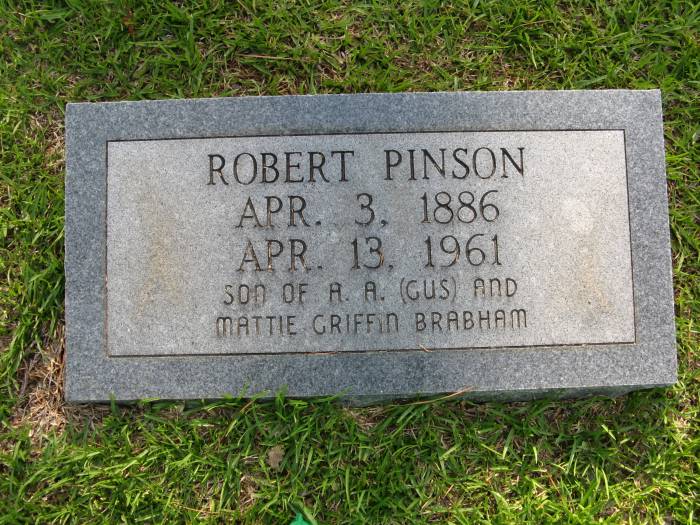 ROBERT PINSON
APR. 3, 1886
APR. 13, 1961
SON OF A. A. (GUS) AND
MATTIE GRIFFIN BRABHAM